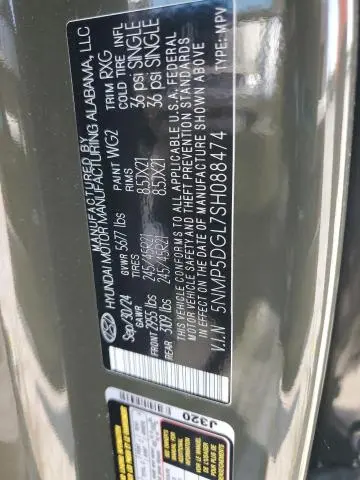 MANUFACTURED BY
HYUNDAI MOTOR MANUFACTURING ALABAMA, LLC
Sep/30/24 GVWR 5677 lbs PAINT WG2 TRIM RXG
GAWR TIRES RIMS COLD TIRE INFL
FRONT 2955 lbs 245/45R21 8.5JX21 36 psi SINGLE
REAR 3109 lbs 245/45R21 8.5JX21 36 psi SINGLE
THIS VEHICLE CONFORMS TO ALL APPLICABLE U.S.A. FEDERAL
MOTOR VEHICLE SAFETY AND THEFT PREVENTION STANDARDS
IN EFFECT ON THE DATE OF MANUFACTURE SHOWN ABOVE
V.I.N 5NMP5DGL7SH088474 TYPE:MPV
J320